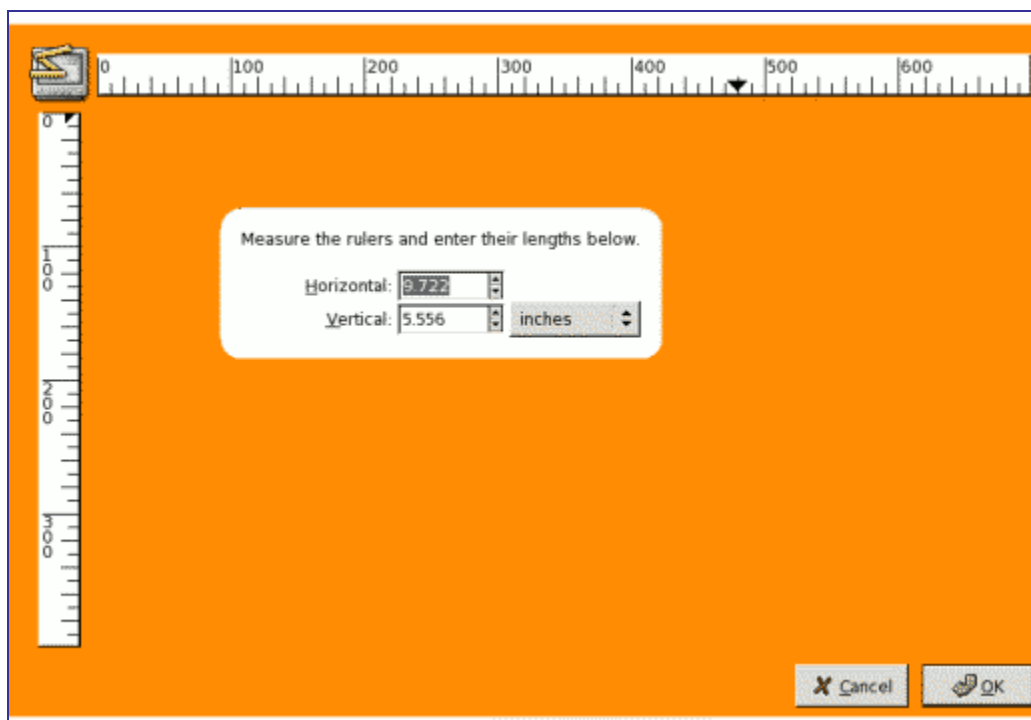 0 100 200 300 400 500 600
0
100
200
300
Measure the rulers and enter their lengths below.
Horizontal: 9.722
Vertical: 5.556 inches
Cancel OK